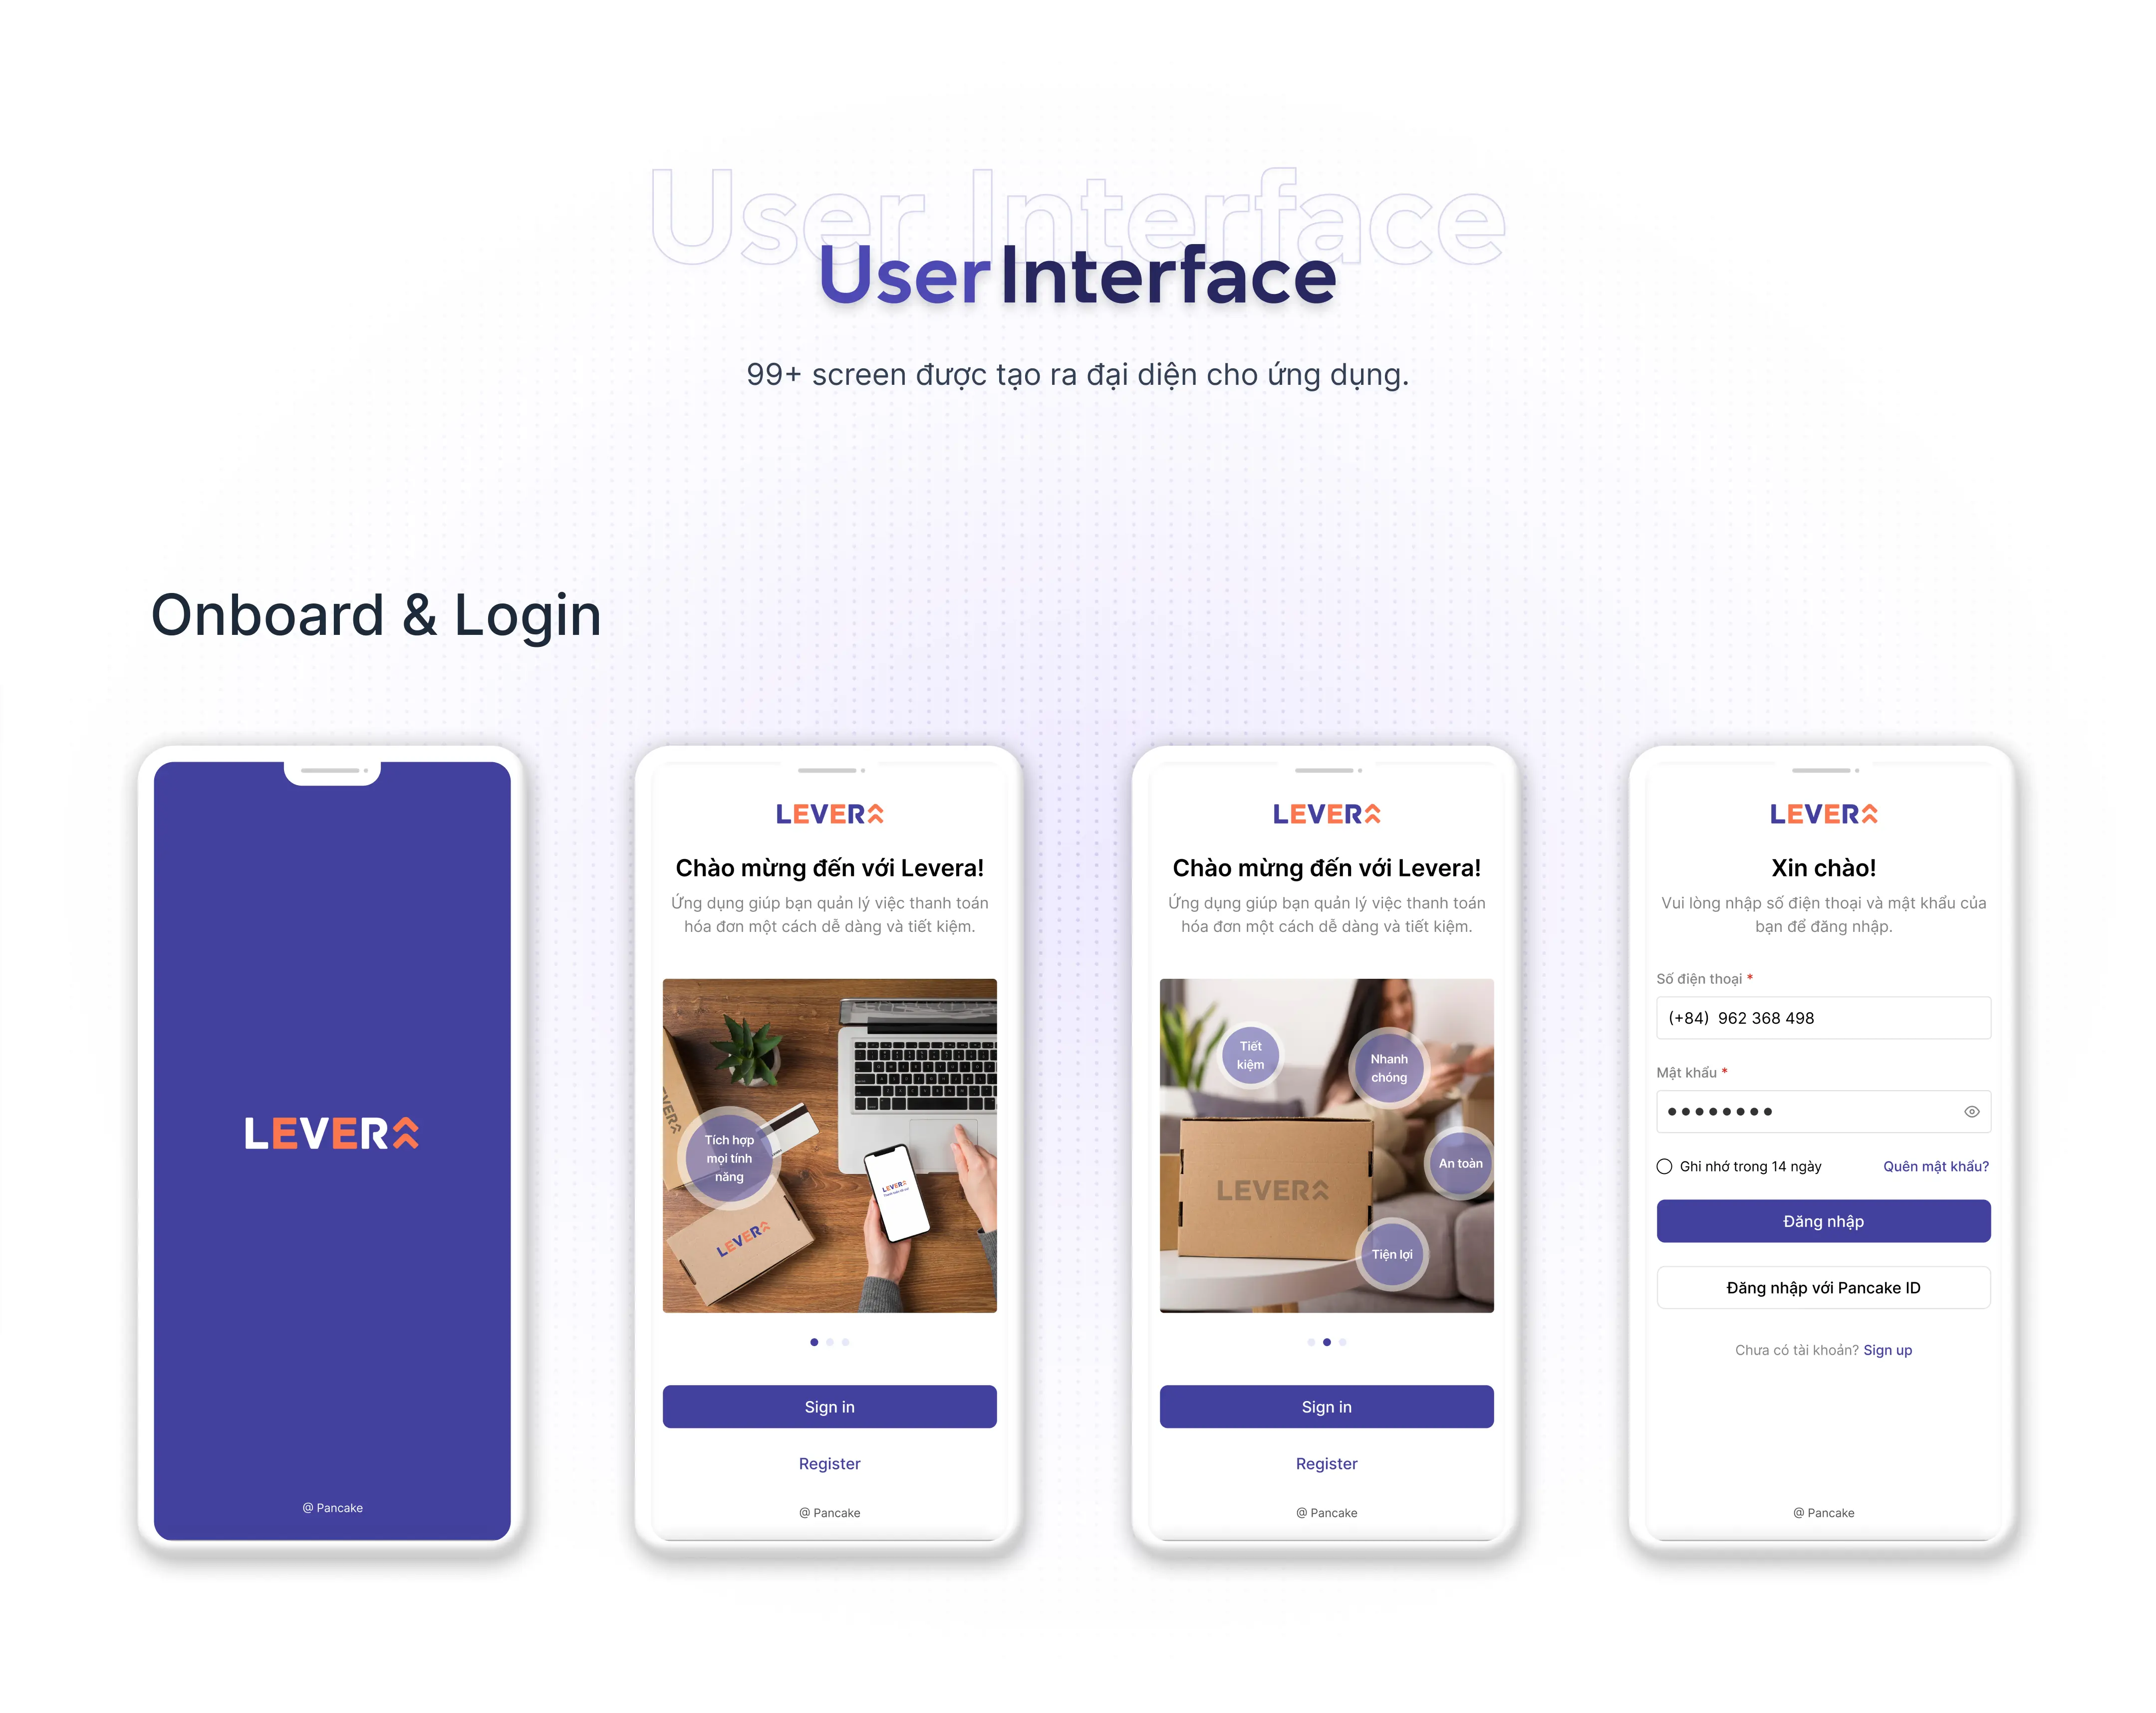 User Interface
User Interface
99+ screen được tạo ra đại diện cho ứng dụng.
Onboard & Login
LEVERA
@ Pancake
LEVERA
Chào mừng đến với Levera!
Ứng dụng giúp bạn quản lý việc thanh toán
hóa đơn một cách dễ dàng và tiết kiệm.
Tích hợp
mọi tính
năng
LEVERA
LEVERA
Sign in
Register
@ Pancake
LEVERA
Chào mừng đến với Levera!
Ứng dụng giúp bạn quản lý việc thanh toán
hóa đơn một cách dễ dàng và tiết kiệm.
Tiết
kiệm
Nhanh
chóng
An toàn
LEVERA
Tiện lợi
Sign in
Register
@ Pancake
LEVERA
Xin chào!
Vui lòng nhập số điện thoại và mật khẩu của
bạn để đăng nhập.
Số điện thoại *
(+84) 962 368 498
Mật khẩu *
Ghi nhớ trong 14 ngày
Quên mật khẩu?
Đăng nhập
Đăng nhập với Pancake ID
Chưa có tài khoản? Sign up
@ Pancake